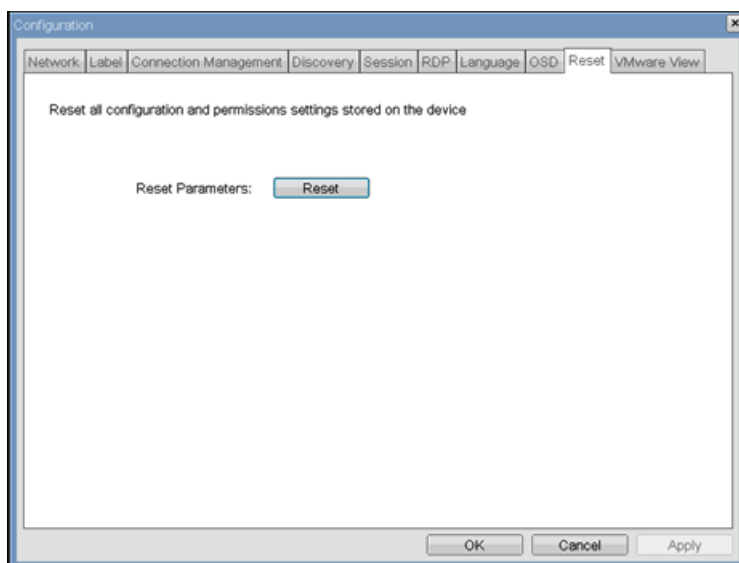 Configuration
Network Label Connection Management Discovery Session RDP Language OSD Reset VMware View
Reset all configuration and permissions settings stored on the device
Reset Parameters: Reset
OK Cancel Apply